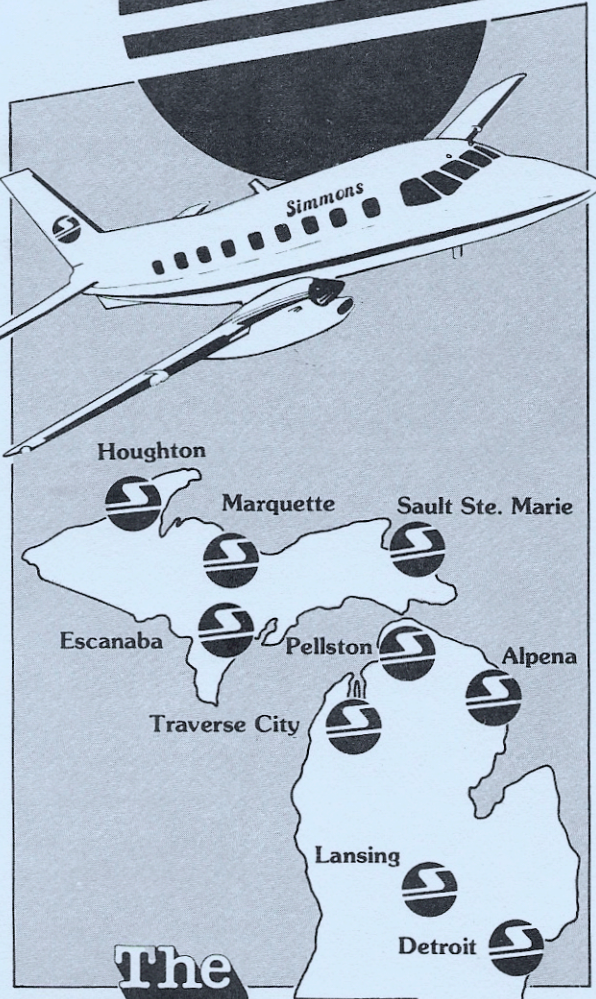 Simmons
Houghton
Marquette
Sault Ste. Marie
Escanaba
Pellston
Alpena
Traverse City
Lansing
Detroit
The